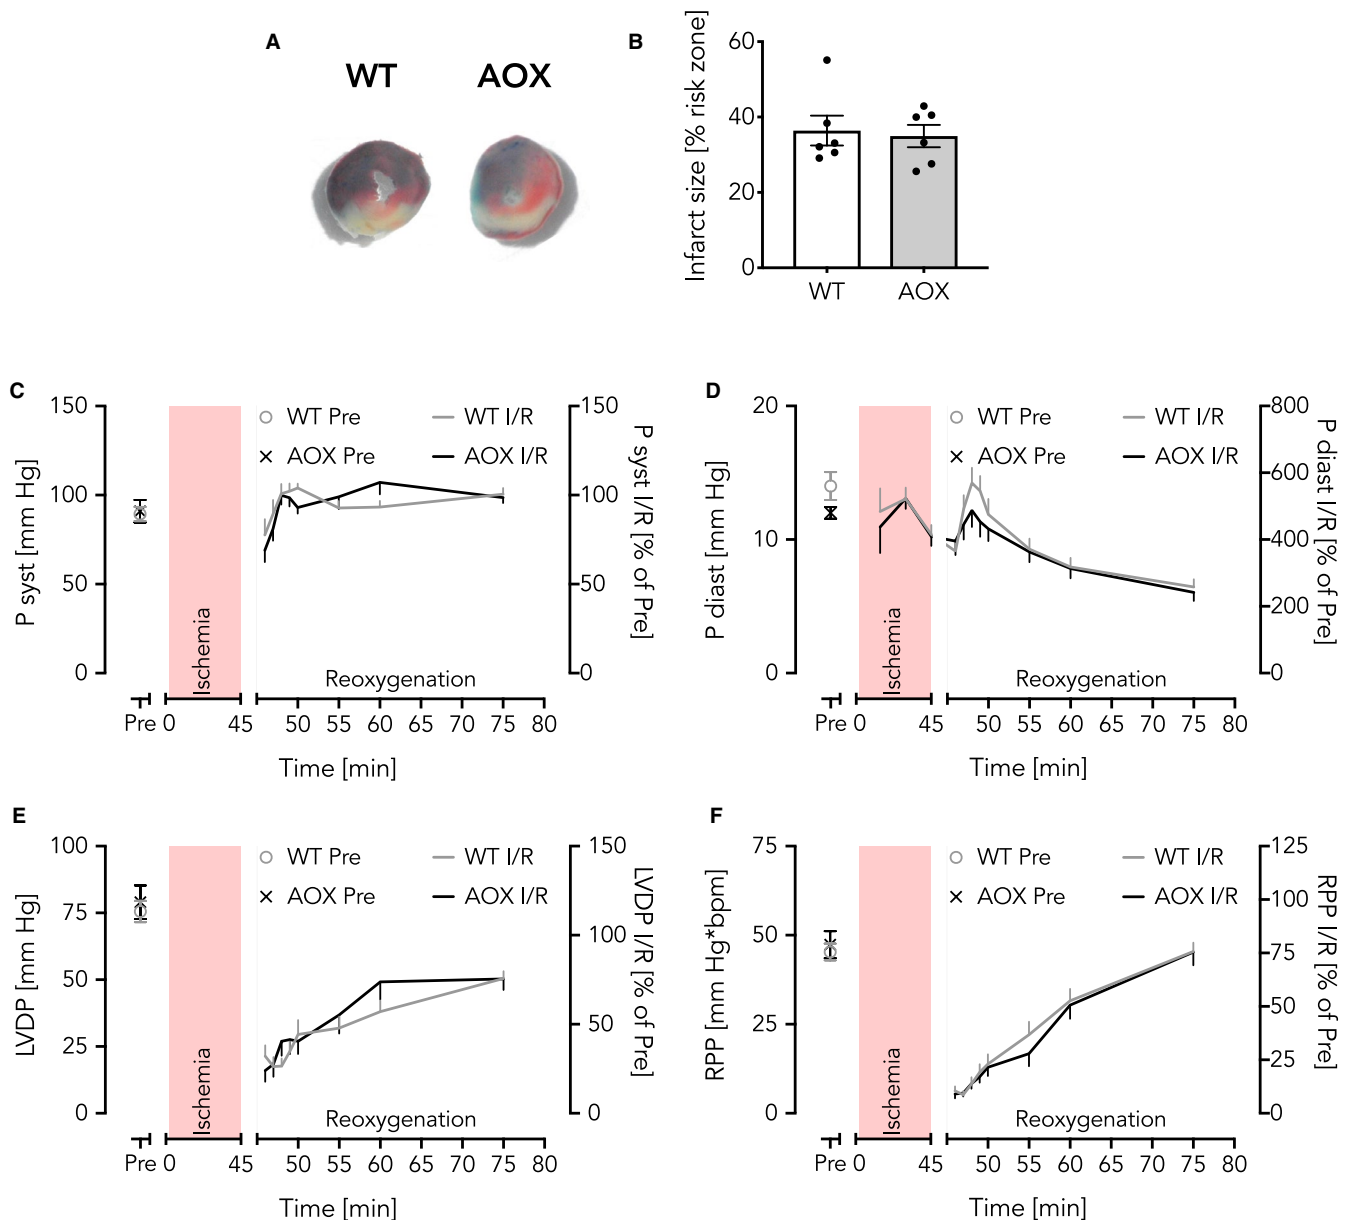 A
WT
AOX
B
Infarct size [% risk zone]
60
40
20
0
WT
AOX
C
P syst [mm Hg]
150
100
50
0
WT Pre
WT I/R
AOX Pre
AOX I/R
Ischemia
Reoxygenation
150
100
50
0
P syst I/R [% of Pre]
Pre 0 45 50 55 60 65 70 75 80
Time [min]
D
P diast [mm Hg]
20
10
0
WT Pre
WT I/R
AOX Pre
AOX I/R
Ischemia
Reoxygenation
800
600
400
200
0
P diast I/R [% of Pre]
Pre 0 45 50 55 60 65 70 75 80
Time [min]
E
LVDP [mm Hg]
100
75
50
25
0
WT Pre
WT I/R
AOX Pre
AOX I/R
Ischemia
Reoxygenation
150
100
50
0
LVDP I/R [% of Pre]
Pre 0 45 50 55 60 65 70 75 80
Time [min]
F
RPP [mm Hg*bpm]
75
50
25
0
WT Pre
WT I/R
AOX Pre
AOX I/R
Ischemia
Reoxygenation
125
100
75
50
25
0
RPP I/R [% of Pre]
Pre 0 45 50 55 60 65 70 75 80
Time [min]